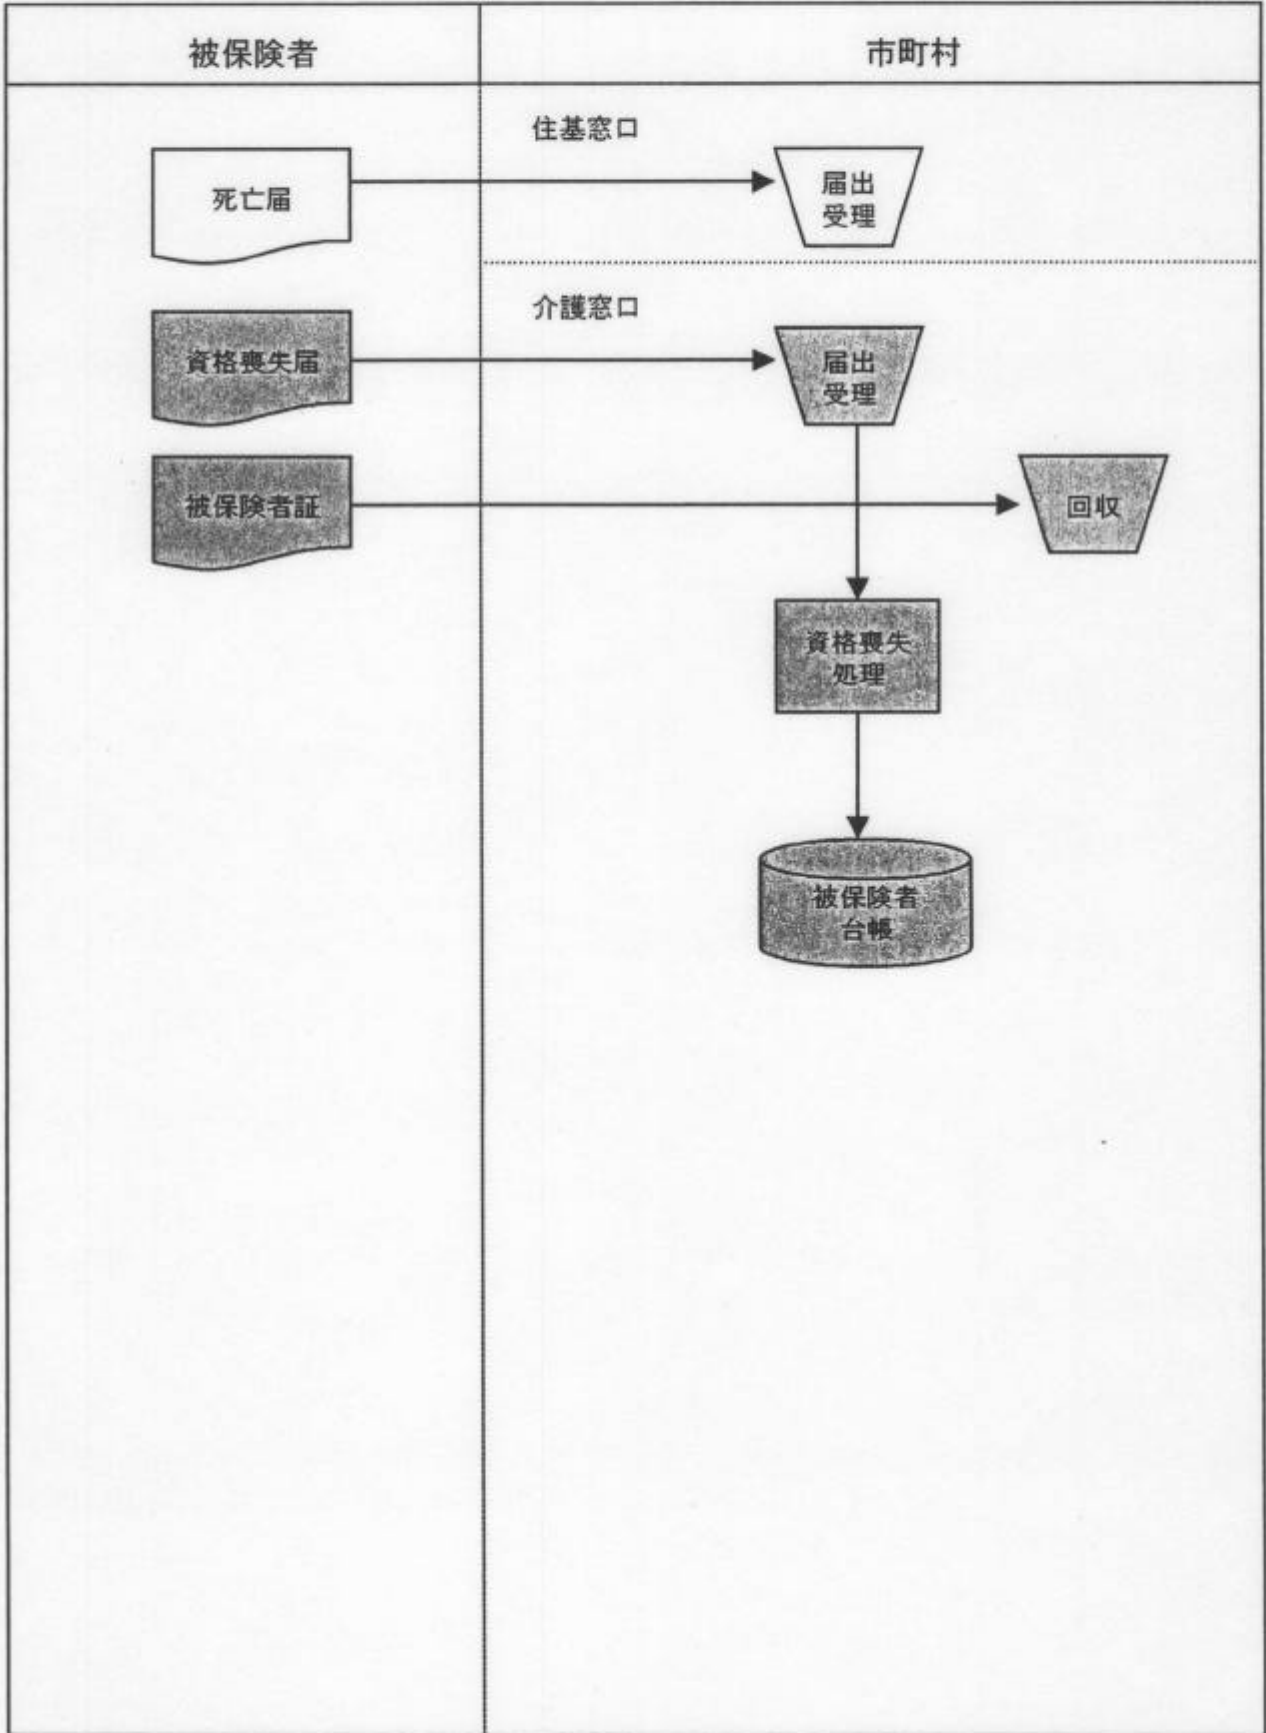 被保険者
市町村
住基窓口
死亡届
届出
受理
介護窓口
資格喪失届
届出
受理
被保険者証
回収
資格喪失
処理
被保険者
台帳